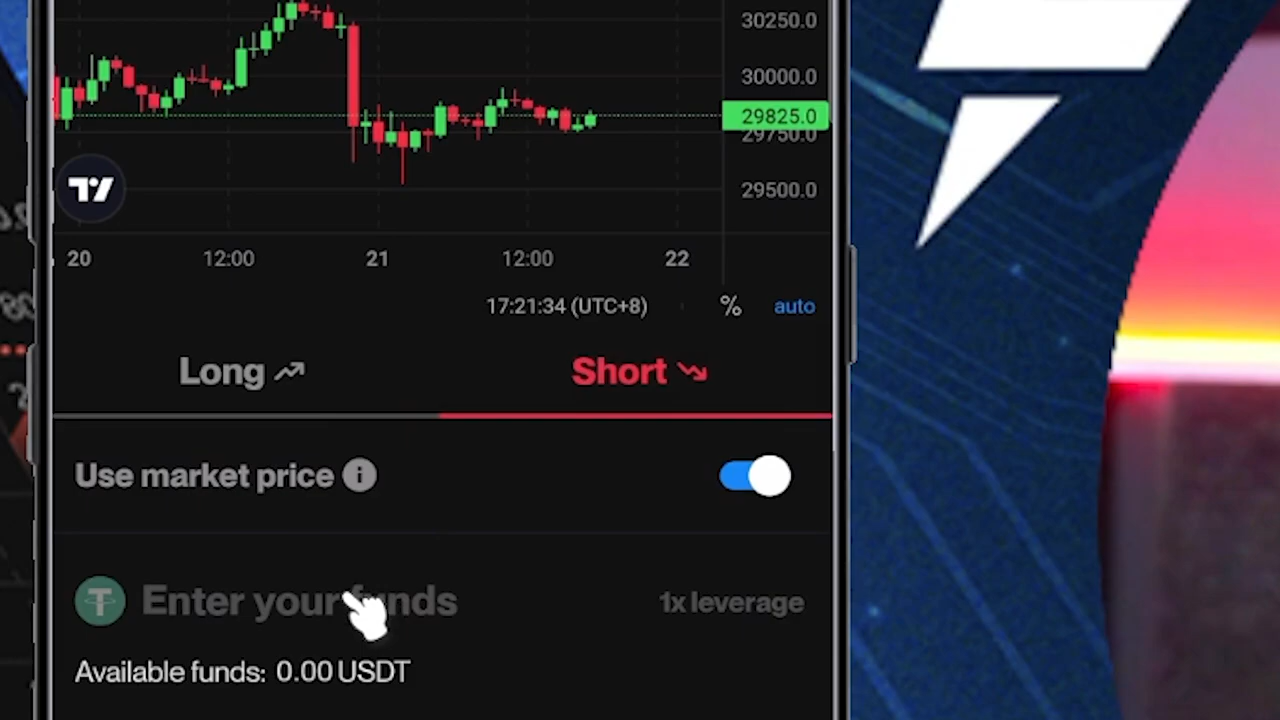 30250.0
30000.0
29825.0
29750.0
29500.0
20 12:00 21 12:00 22
17:21:34 (UTC+8) % auto
Long Short
Use market price
Enter your funds 1x leverage
Available funds: 0.00 USDT